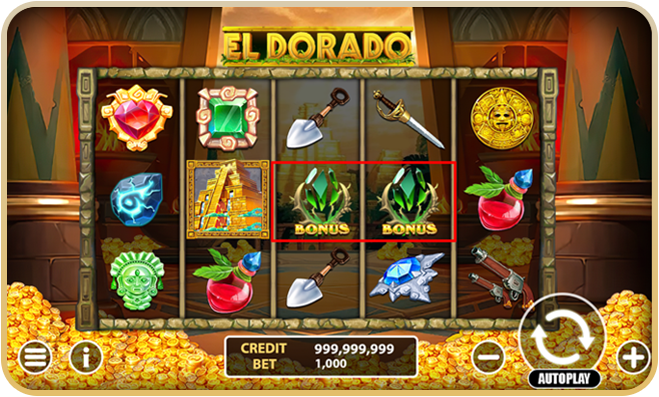 EL DORADO
BONUS BONUS
CREDIT 999,999,999
BET 1,000
AUTOPLAY